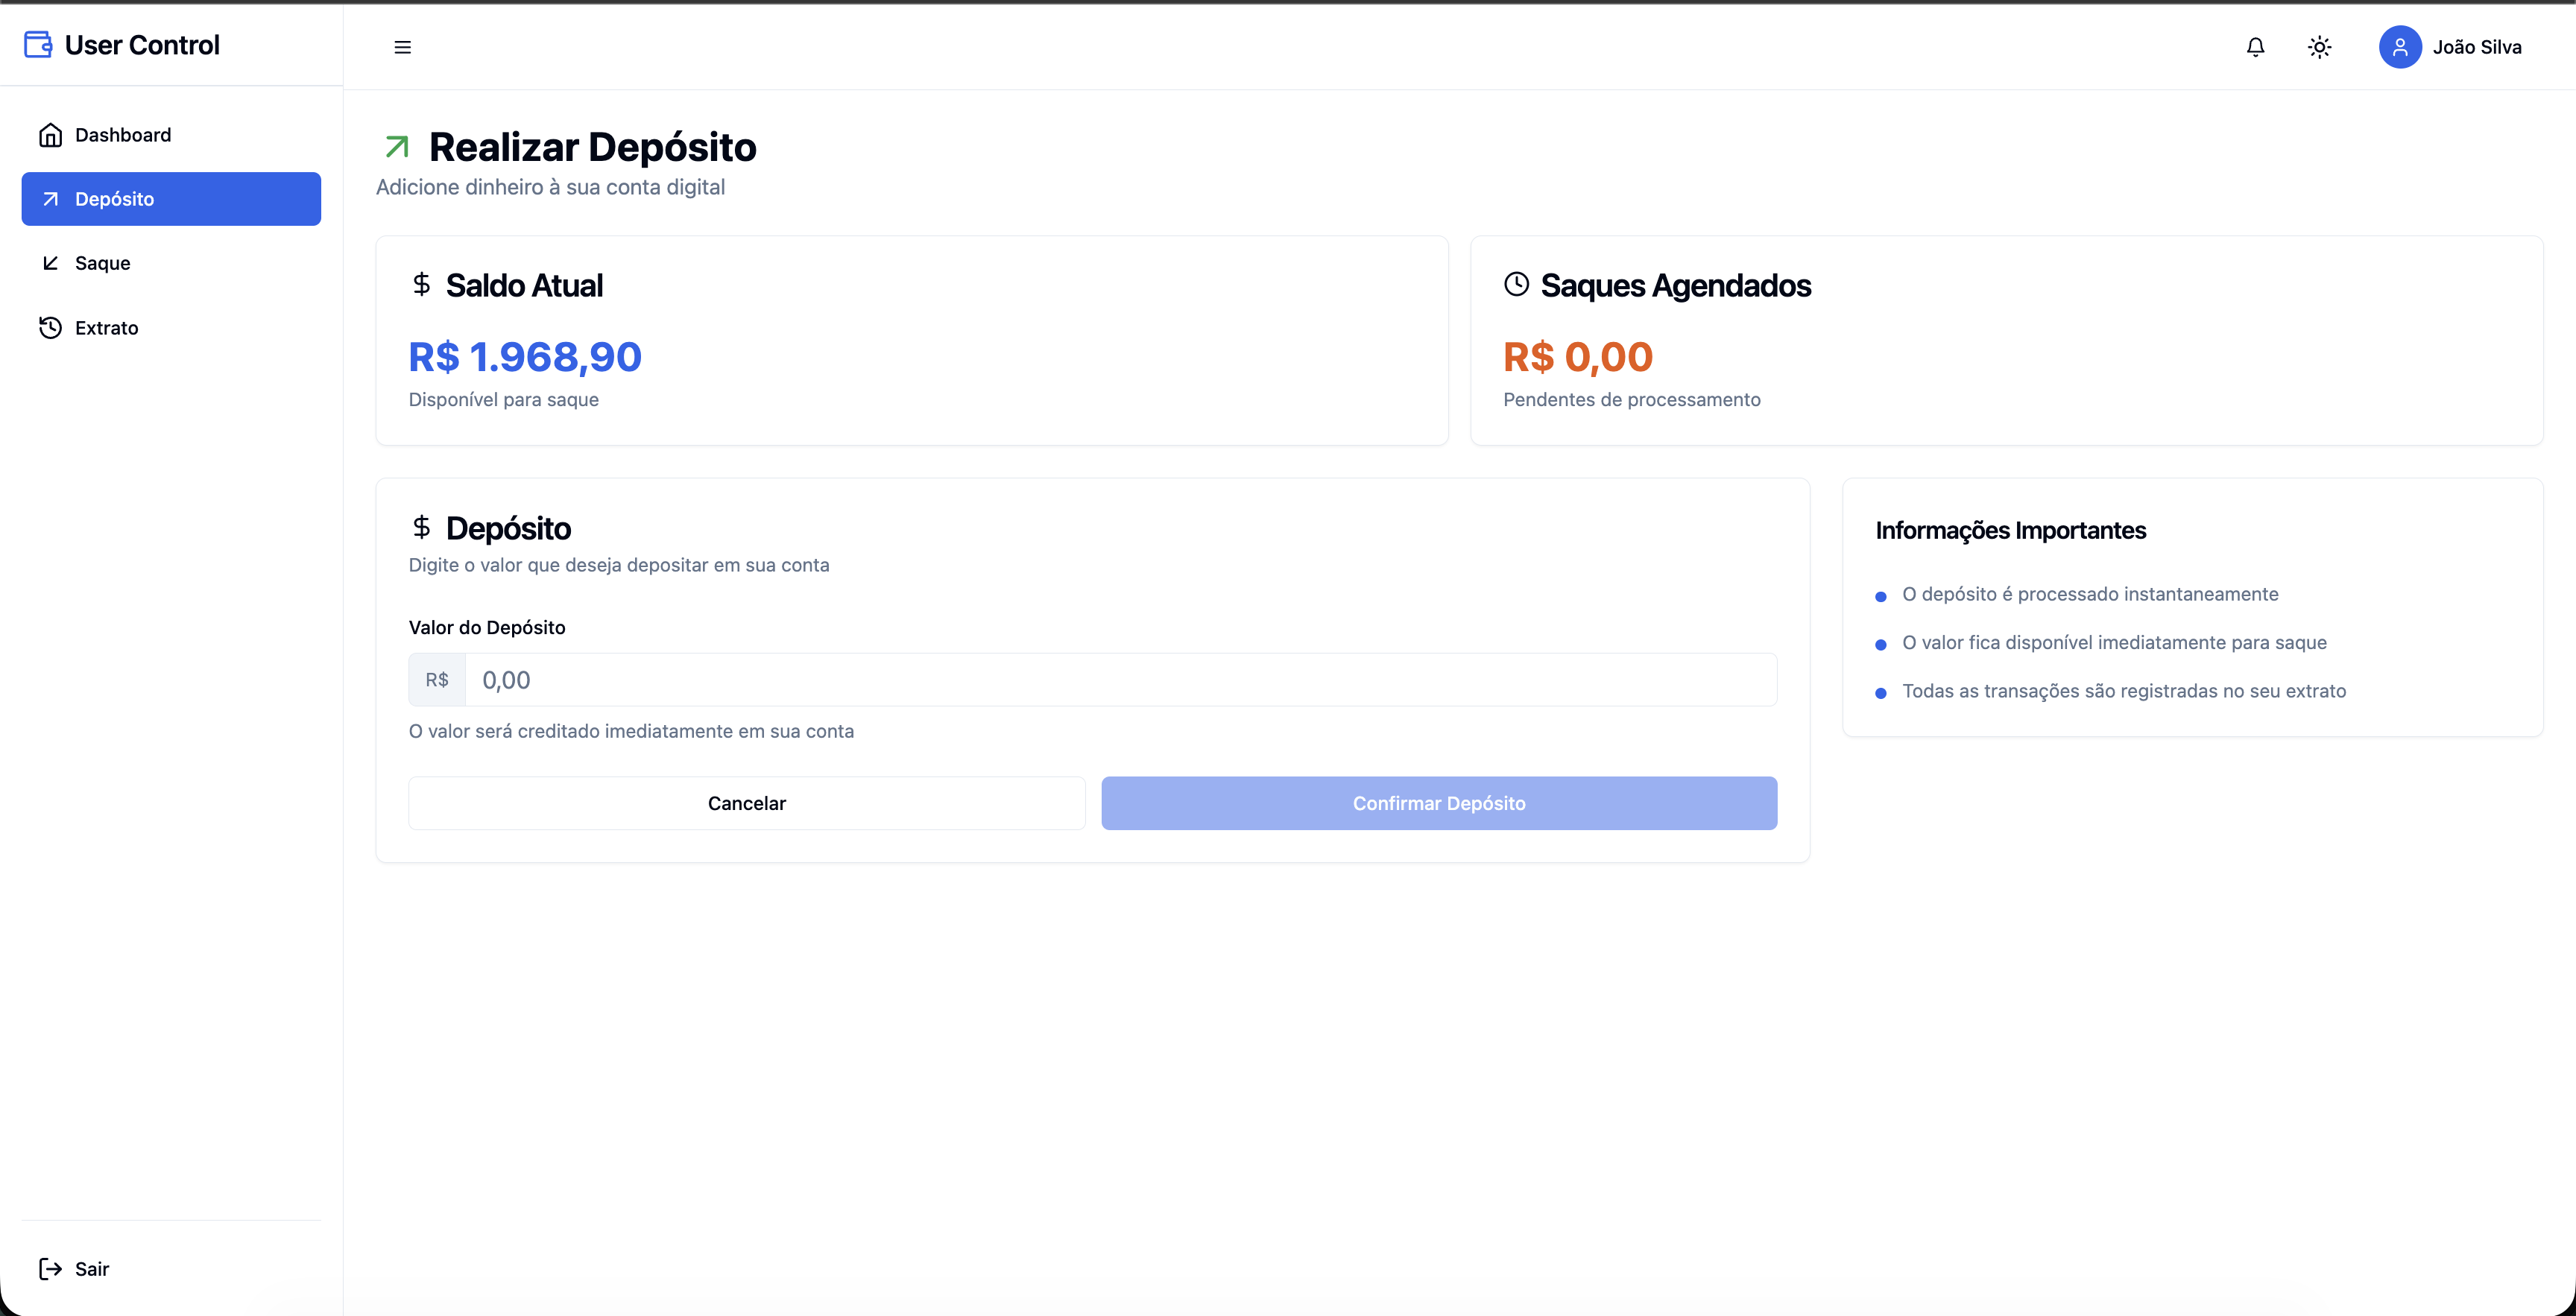 User Control
João Silva
Dashboard
Depósito
Saque
Extrato
Sair
Realizar Depósito
Adicione dinheiro à sua conta digital
Saldo Atual
R$ 1.968,90
Disponível para saque
Saques Agendados
R$ 0,00
Pendentes de processamento
Depósito
Digite o valor que deseja depositar em sua conta
Valor do Depósito
R$ 0,00
O valor será creditado imediatamente em sua conta
Cancelar
Confirmar Depósito
Informações Importantes
O depósito é processado instantaneamente
O valor fica disponível imediatamente para saque
Todas as transações são registradas no seu extrato